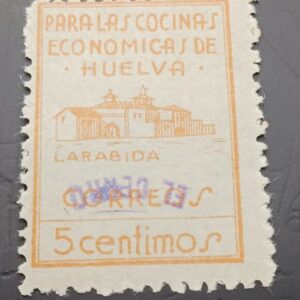 PARA LAS COCINAS
ECONOMICAS DE
HUELVA
LARABIDA
CORREOS
5 centimos